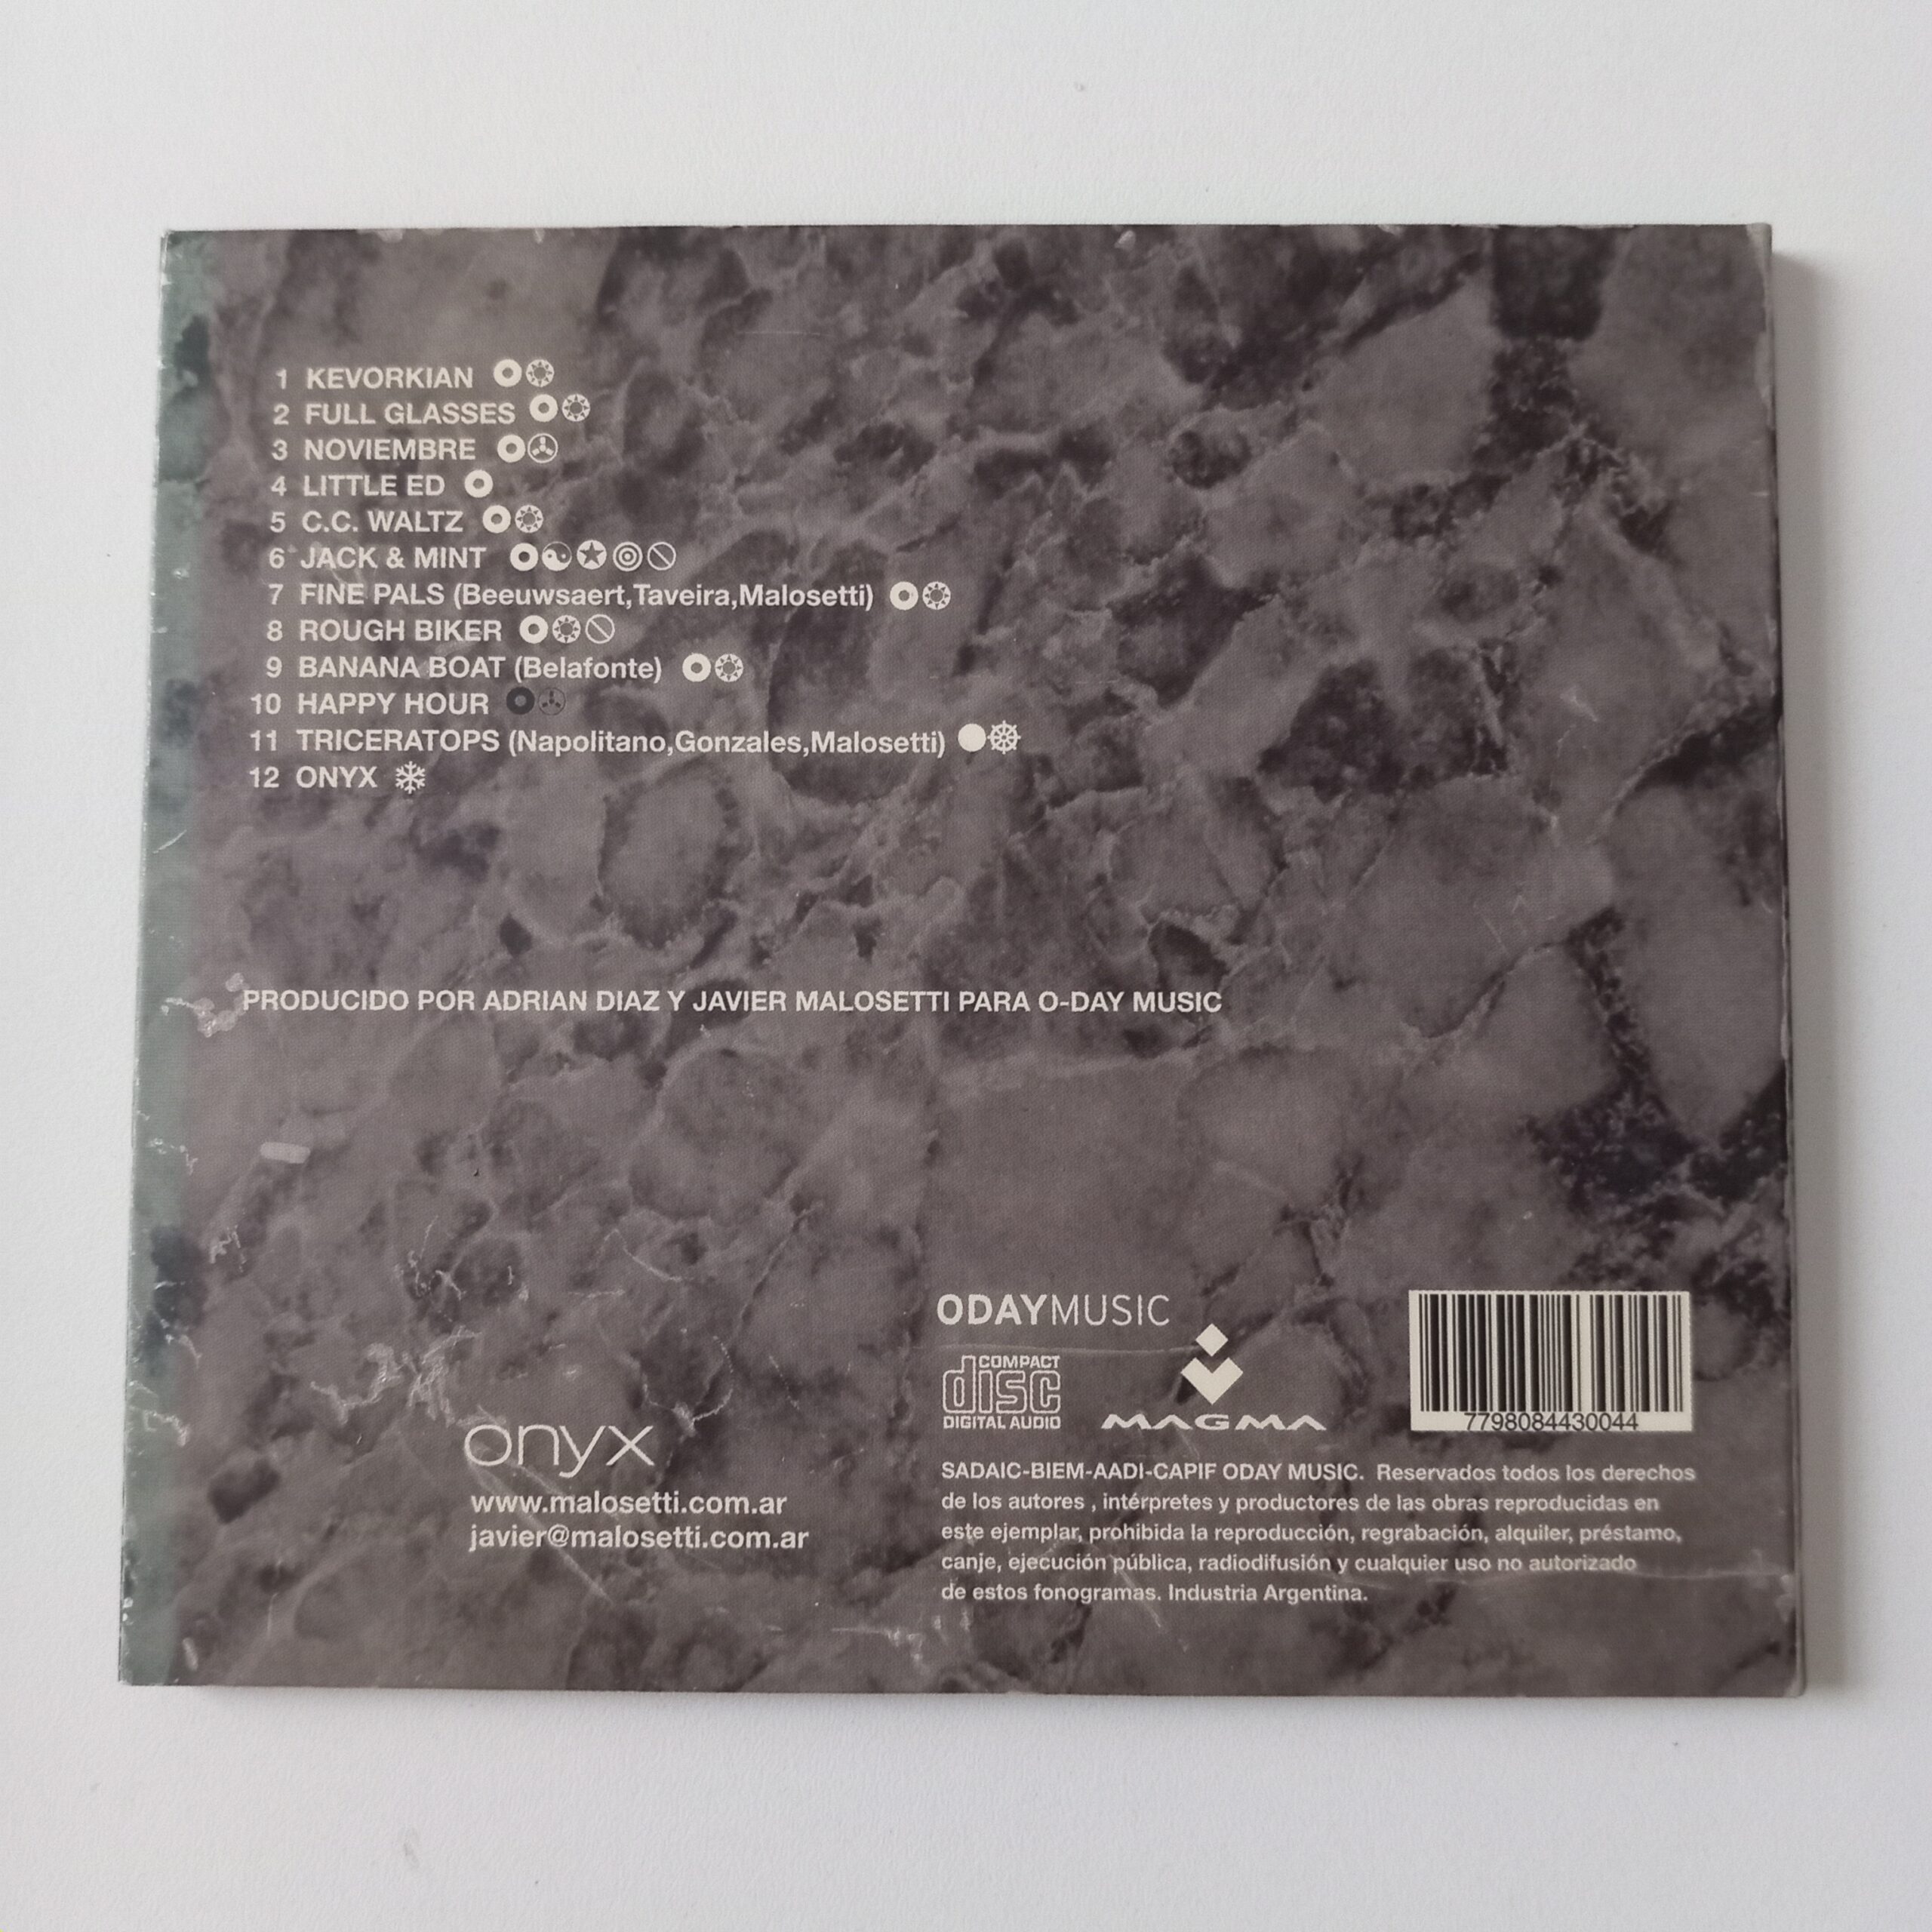 1 KEVORKIAN
2 FULL GLASSES
3 NOVIEMBRE
4 LITTLE ED
5 C.C. WALTZ
6 JACK & MINT
7 FINE PALS (Beeuwsaert,Taveira,Malosetti)
8 ROUGH BIKER
9 BANANA BOAT (Belafonte)
10 HAPPY HOUR
11 TRICERATOPS (Napolitano,Gonzales,Malosetti)
12 ONYX
PRODUCIDO POR ADRIAN DIAZ Y JAVIER MALOSETTI PARA O-DAY MUSIC
onyx
www.malosetti.com.ar
javier@malosetti.com.ar
ODAYMUSIC
COMPACT
disc
DIGITAL AUDIO
MAGMA
7798084430044
SADAIC-BIEM-AADI-CAPIF ODAY MUSIC. Reservados todos los derechos
de los autores , intérpretes y productores de las obras reproducidas en
este ejemplar, prohibida la reproducción, regrabación, alquiler, préstamo,
canje, ejecución pública, radiodifusión y cualquier uso no autorizado
de estos fonogramas. Industria Argentina.